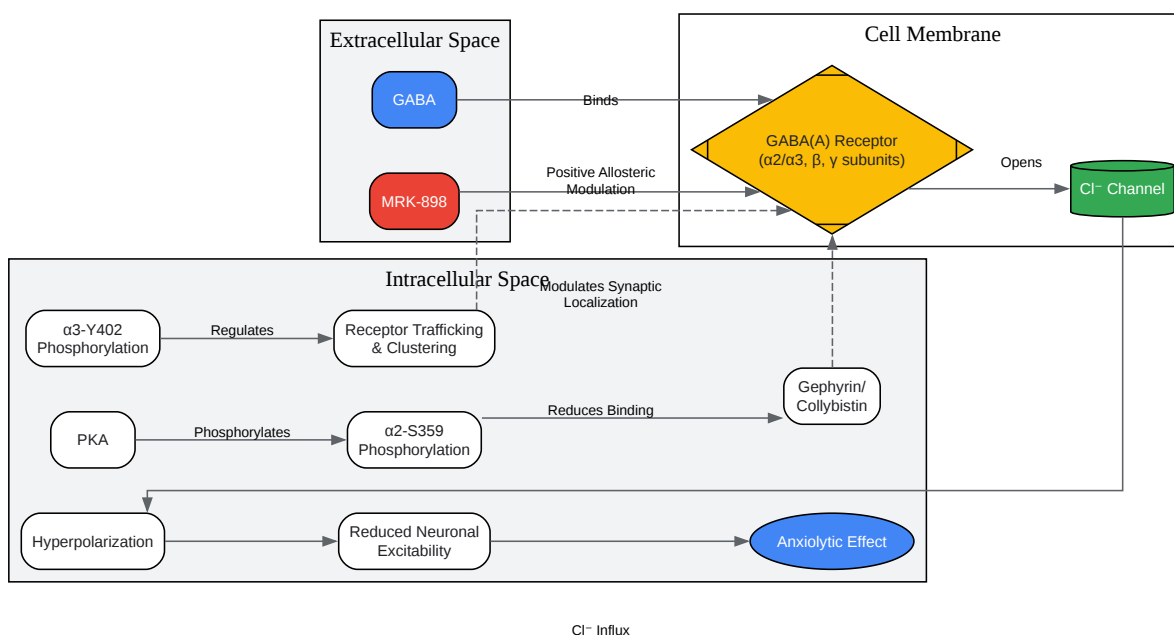 Extracellular Space
Cell Membrane
GABA
Binds
GABA(A) Receptor
(α2/α3, β, γ subunits)
Opens
Cl⁻ Channel
MRK-898
Positive Allosteric
Modulation
Intracellular Space
Modulates Synaptic
Localization
α3-Y402
Phosphorylation
Regulates
Receptor Trafficking
& Clustering
Gephyrin/
Collybistin
PKA
Phosphorylates
α2-S359
Phosphorylation
Reduces Binding
Hyperpolarization
Reduced Neuronal
Excitability
Anxiolytic Effect
Cl⁻ Influx